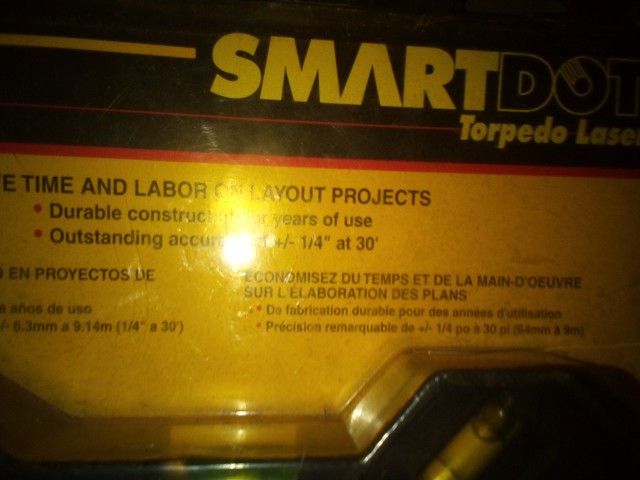 SMARTDOT
Torpedo Laser
E TIME AND LABOR ON LAYOUT PROJECTS
• Durable construct for years of use
• Outstanding accur +/- 1/4" at 30'
EN PROYECTOS DE
años de uso
6.3mm a 9.14m (1/4" a 30')
ECONOMISEZ DU TEMPS ET DE LA MAIN-D'OEUVRE
SUR L'ÉLABORATION DES PLANS
• De fabrication durable pour des années d'utilisation
• Précision remarquable de +/- 1/4 po à 30 pi (64mm à 9m)